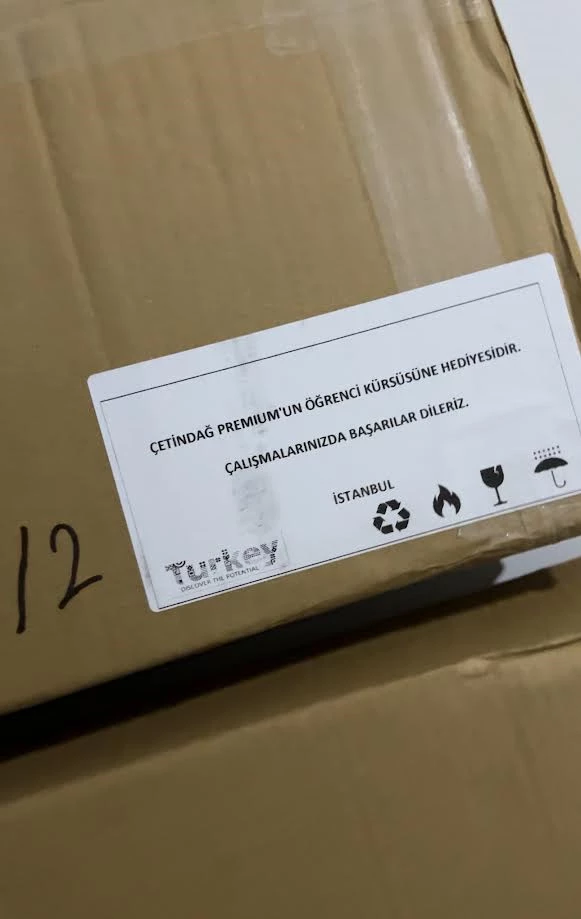 ÇETİNDAĞ PREMIUM'UN ÖĞRENCİ KÜRSÜSÜNE HEDİYESİDİR.
ÇALIŞMALARINIZDA BAŞARILAR DİLERİZ.
İSTANBUL
Turkey
DISCOVER THE POTENTIAL
12